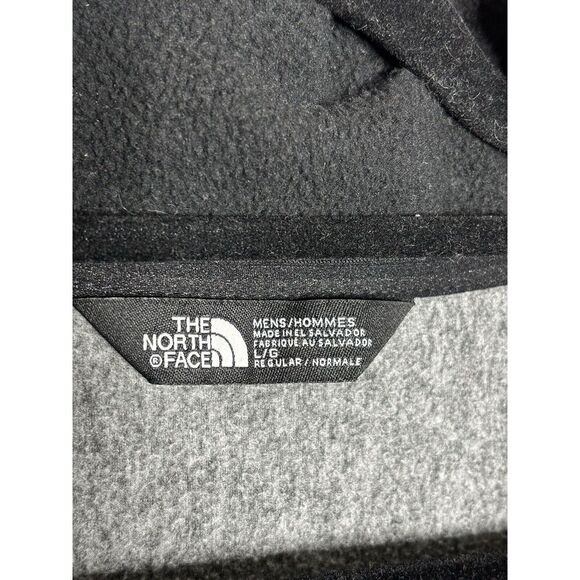 THE
NORTH
®FACE
MENS/HOMMES
MADE IN EL SALVADOR
FABRIQUÉ AU SALVADOR
L/G
REGULAR / NORMALE